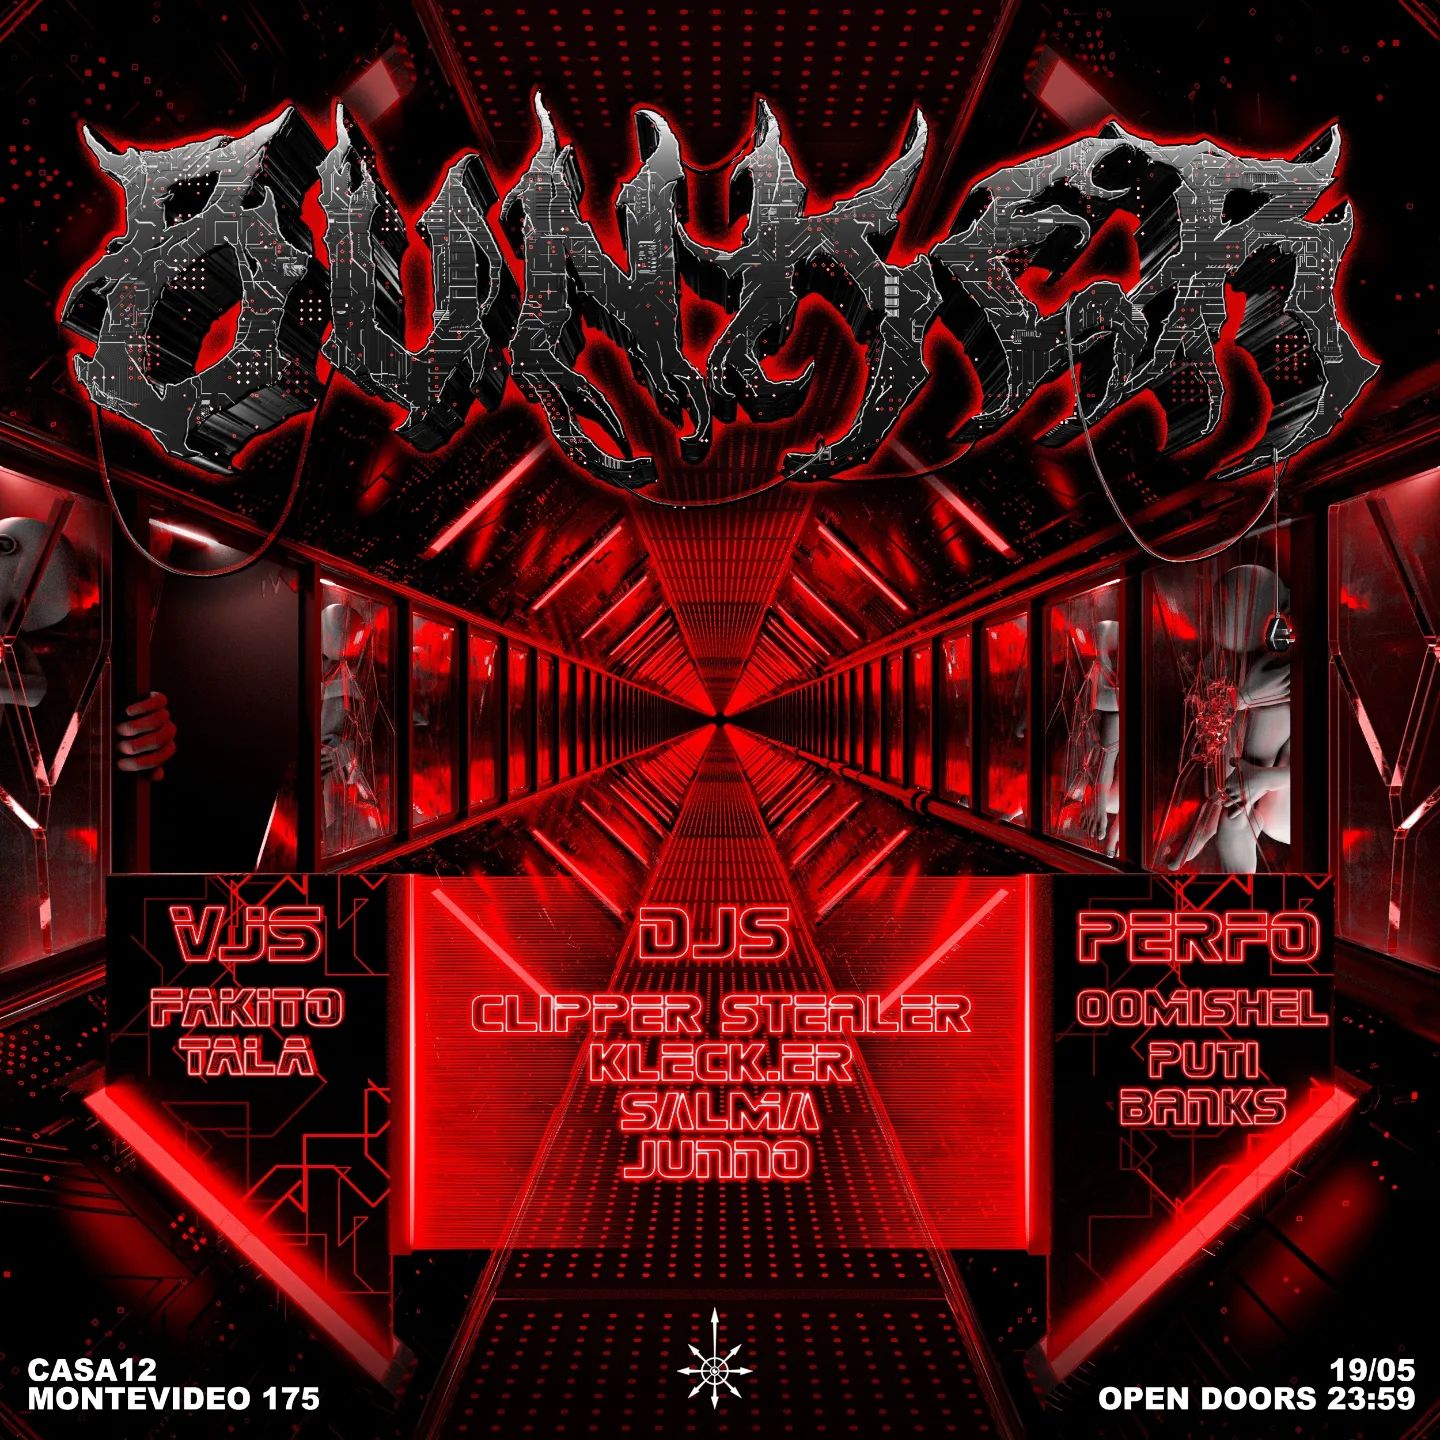 BUNKER
VJS
FAKITO
TALA
DJS
CLIPPER STEALER
KLECK.ER
SALMA
JUNNO
PERFO
OOMISHEL
PUTI
BANKS
CASA12
MONTEVIDEO 175
19/05
OPEN DOORS 23:59